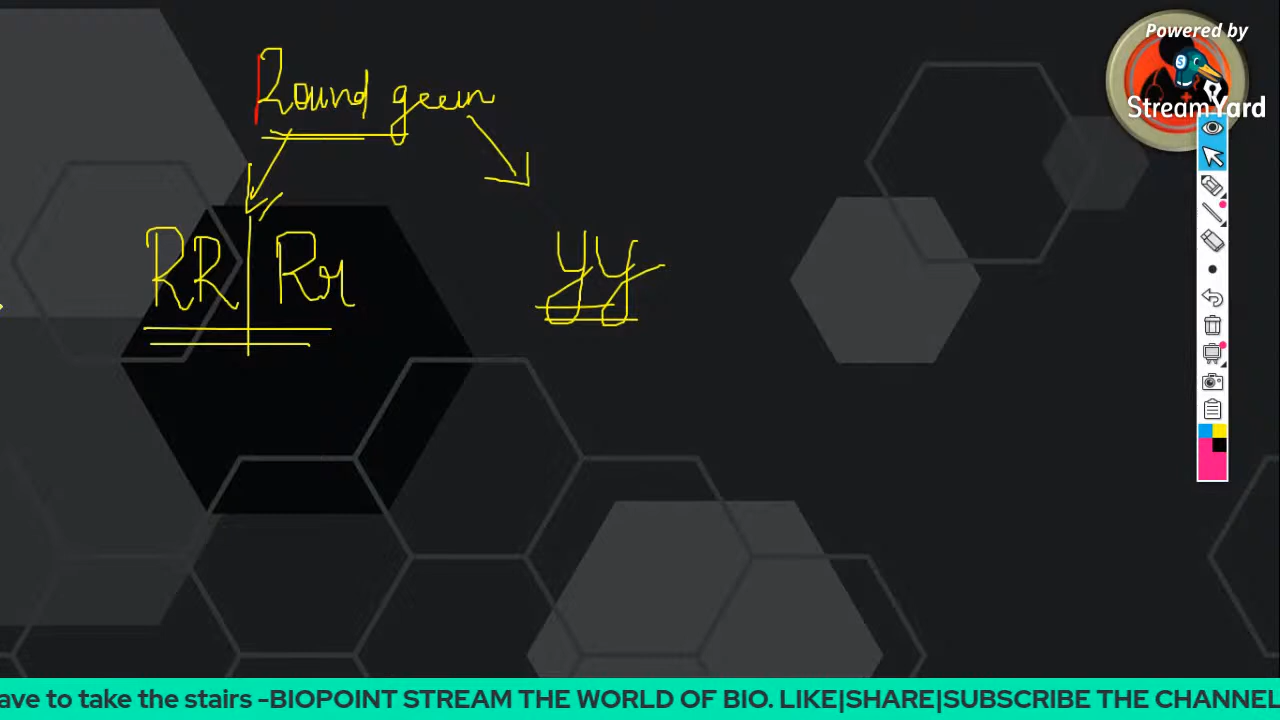 Powered by
StreamYard
Round green
RR Rr
yy
ave to take the stairs -BIOPOINT STREAM THE WORLD OF BIO. LIKE|SHARE|SUBSCRIBE THE CHANNEL